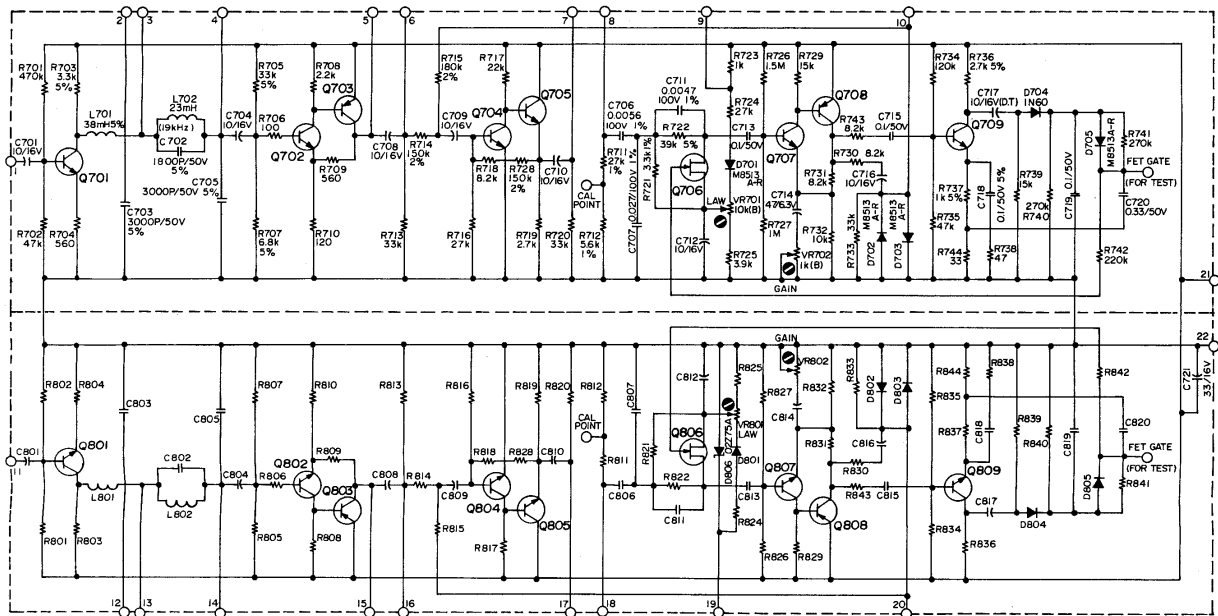 2 3 4 5 6 7 8 9 10
R701 470k
R703 3.3k 5%
L701 38mH5%
L702 23mH
(19kHz)
C702
1800P/50V 5%
C701 10/16V
1
Q701
R702 47k
R704 560
C703 3000P/50V 5%
C705 3000P/50V 5%
C704 10/16V
R705 33k 5%
R706 100
R707 6.8k 5%
R708 2.2k
Q702
Q703
R709 560
R710 120
C708 10/16V
R713 33k
R714 150k 2%
R715 180k 2%
C709 10/16V
R716 27k
R717 22k
Q704
Q705
R718 8.2k
R728 150k 2%
C710 10/16V
R719 2.7k
R720 33k
C706 0.0056 100V 1%
R711 27k 1%
CAL POINT
R712 5.6k 1%
C707 0.027/100V 1%
R721 3.3k 1%
C711 0.0047 100V 1%
R722 39k 5%
Q706
LAW
C712 10/16V
R723 1k
R724 27k
D701 M8513 A-R
VR701 10k(B)
R725 3.9k
C713 0.1/50V
R726 1.5M
R727 1M
Q707
R729 15k
Q708
C714 47/6.3V
R731 8.2k
R730 8.2k
R732 10k
VR702 1k(B)
GAIN
R743 8.2k
C715 0.1/50V
C716 10/16V
R733 33k
M8513 A-R D702
M8513 A-R D703
R734 120k
R735 47k
R736 2.7k 5%
Q709
C717 10/16V(D.T)
D704 1N60
R737 1k 5%
C718 0.1/50V 5%
R744 33
R738 47
R739 15k
270k R740
C719 0.1/50V
D705 M8513A-R
R741 270k
FET GATE (FOR TEST)
C720 0.33/50V
R742 220k
21
22
C721 33/16V
R802 R804 C803 C805 R807 R810 R813 R816 R819 R820 R812
C801
11
Q801
L801
C802
L802
R801 R803
C804
R806
R805
Q802
R809
Q803
R808
C808
R814
R815
C809
Q804
R818 R828 C810
Q805
R817
CAL POINT
R811
C807
C806
R821
R822
C811
Q806
C812
D806 02Z75A
R825
VR801 LAW
D801
C813
R824
GAIN
VR802
R827
C814
R832
R831
Q807
Q808
R826 R829
R833
D802
D803
C816
R830
R843
C815
R844
R835
R838
R837
C818
Q809
R834
R836
C817
D804
R839
R840
C819
R842
C820
FET GATE (FOR TEST)
D805
R841
12 13 14 15 16 17 18 19 20